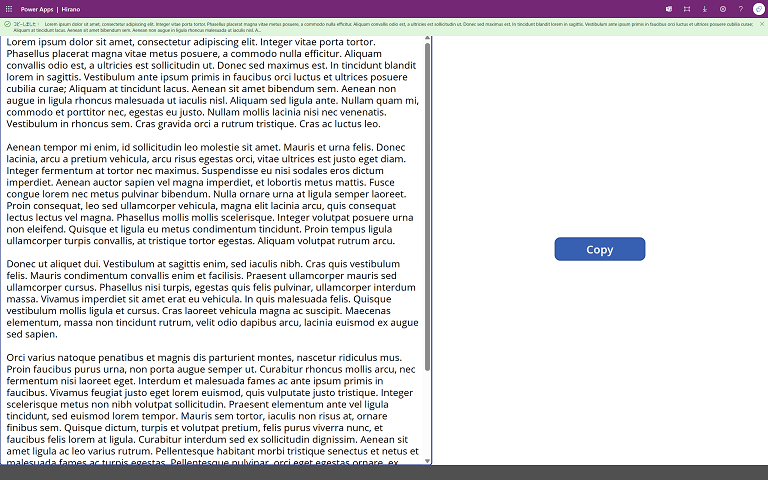 Power Apps | Hirano
コピーしました！ Lorem ipsum dolor sit amet, consectetur adipiscing elit. Integer vitae porta tortor. Phasellus placerat magna vitae metus posuere, a commodo nulla efficitur. Aliquam convallis odio est, a ultricies est sollicitudin ut. Donec sed maximus est. In tincidunt blandit lorem in sagittis. Vestibulum ante ipsum primis in faucibus orci luctus et ultrices posuere cubilia curae;
Aliquam at tincidunt lacus. Aenean sit amet bibendum sem. Aenean non augue in ligula rhoncus malesuada ut iaculis nisl. A...
Lorem ipsum dolor sit amet, consectetur adipiscing elit. Integer vitae porta tortor.
Phasellus placerat magna vitae metus posuere, a commodo nulla efficitur. Aliquam
convallis odio est, a ultricies est sollicitudin ut. Donec sed maximus est. In tincidunt blandit
lorem in sagittis. Vestibulum ante ipsum primis in faucibus orci luctus et ultrices posuere
cubilia curae; Aliquam at tincidunt lacus. Aenean sit amet bibendum sem. Aenean non
augue in ligula rhoncus malesuada ut iaculis nisl. Aliquam sed ligula ante. Nullam quam mi,
commodo et porttitor nec, egestas eu justo. Nullam mollis lacinia nisi nec venenatis.
Vestibulum in rhoncus sem. Cras gravida orci a rutrum tristique. Cras ac luctus leo.
Aenean tempor mi enim, id sollicitudin leo molestie sit amet. Mauris et urna felis. Donec
lacinia, arcu a pretium vehicula, arcu risus egestas orci, vitae ultrices est justo eget diam.
Integer fermentum at tortor nec maximus. Suspendisse eu nisi sodales eros dictum
imperdiet. Aenean auctor sapien vel magna imperdiet, et lobortis metus mattis. Fusce
congue lorem nec metus pulvinar bibendum. Nulla ornare urna at ligula semper laoreet.
Proin consequat, leo sed ullamcorper vehicula, magna elit lacinia arcu, quis consequat
lectus lectus vel magna. Phasellus mollis mollis scelerisque. Integer volutpat posuere urna
non eleifend. Quisque et ligula eu metus condimentum tincidunt. Proin tempus ligula
ullamcorper turpis convallis, at tristique tortor egestas. Aliquam volutpat rutrum arcu.
Donec ut aliquet dui. Vestibulum at sagittis enim, sed iaculis nibh. Cras quis vestibulum
felis. Mauris condimentum convallis enim et facilisis. Praesent ullamcorper mauris sed
ullamcorper cursus. Phasellus nisi turpis, egestas quis felis pulvinar, ullamcorper interdum
massa. Vivamus imperdiet sit amet erat eu vehicula. In quis malesuada felis. Quisque
vestibulum mollis ligula et cursus. Cras laoreet vehicula magna ac suscipit. Maecenas
elementum, massa non tincidunt rutrum, velit odio dapibus arcu, lacinia euismod ex augue
sed sapien.
Orci varius natoque penatibus et magnis dis parturient montes, nascetur ridiculus mus.
Proin faucibus purus urna, non porta augue semper ut. Curabitur rhoncus mollis arcu, nec
fermentum nisi laoreet eget. Interdum et malesuada fames ac ante ipsum primis in
faucibus. Vivamus feugiat justo eget lorem euismod, quis vulputate justo tristique. Integer
scelerisque metus non nibh volutpat sollicitudin. Praesent elementum ante vel ligula
tincidunt, sed euismod lorem tempor. Mauris sem tortor, iaculis non risus at, ornare
finibus sem. Quisque dictum, turpis et volutpat pretium, felis purus viverra nunc, et
faucibus felis lorem at ligula. Curabitur interdum sed ex sollicitudin dignissim. Aenean sit
amet ligula ac leo varius rutrum. Pellentesque habitant morbi tristique senectus et netus et
malesuada fames ac turpis egestas. Pellentesque pulvinar, orci eget egestas ornare, ex
Copy